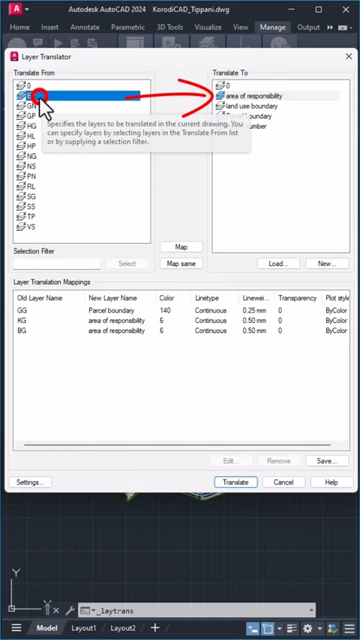 Autodesk AutoCAD 2024 KorodiCAD_Tippani.dwg
Home Insert Annotate 3D Tools Visualize View Manage Output
Layer Translator
Translate From
Translate To
0
GN
GP
HG
HL
HP
NG
NS
PN
RL
SG
SS
TP
VS
0
area of responsibility
land use boundary
Specifies the layers to be translated in the current drawing. You
can specify layers by selecting layers in the Translate From list
or by supplying a selection filter.
Selection Filter
Select
Map
Map same
Load...
New...
Layer Translation Mappings
Old Layer Name New Layer Name Color Linetype Linewei... Transparency Plot style
GG Parcel boundary 140 Continuous 0.25 mm 0 ByColor
KG area of responsibility 6 Continuous 0.50 mm 0 ByColor
BG area of responsibility 6 Continuous 0.50 mm 0 ByColor
Edit...
Remove
Save...
Settings...
Translate
Cancel
Help
Y
X
_laytrans
Model Layout1 Layout2 +